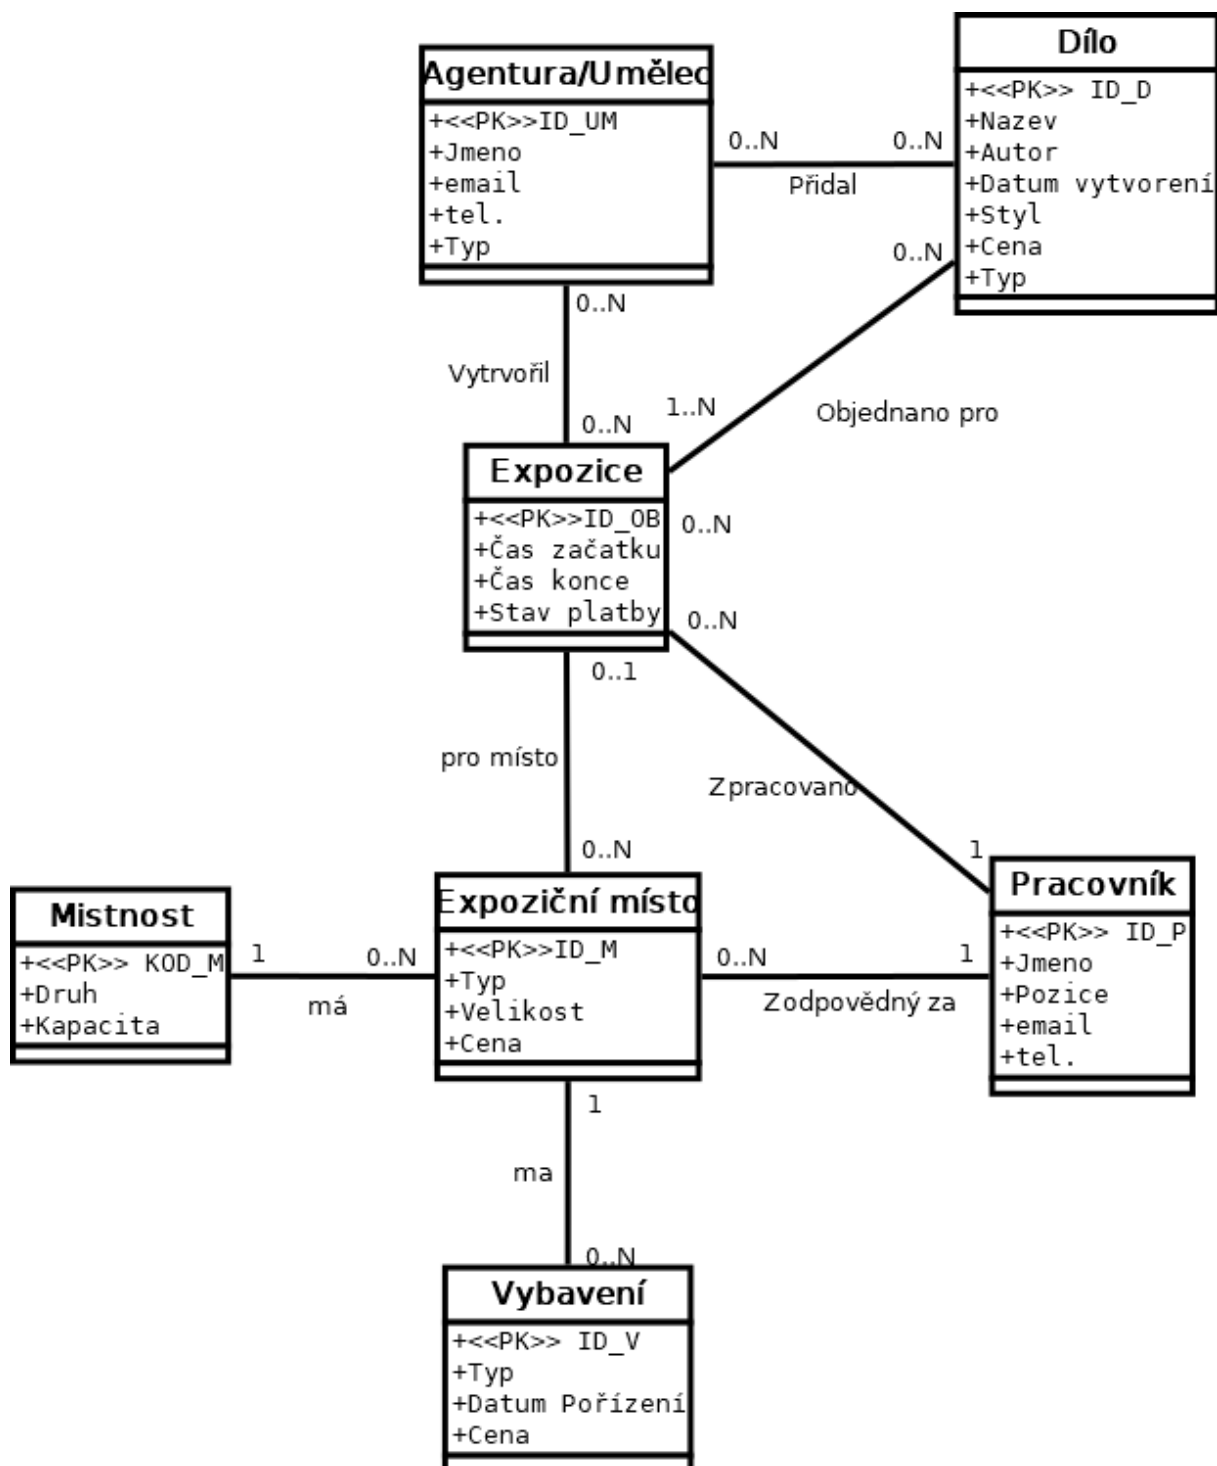 Dílo
+<<PK>> ID_D
+Nazev
+Autor
+Datum vytvorení
+Styl
+Cena
+Typ
Agentura/Umělec
+<<PK>>ID_UM
+Jmeno
+email
+tel.
+Typ
0..N
0..N
Přidal
0..N
0..N
Vytrvořil
0..N
1..N
Objednano pro
Expozice
+<<PK>>ID_OB
+Čas začatku
+Čas konce
+Stav platby
0..N
0..N
0..1
pro místo
Zpracovano
0..N
1
Expoziční místo
+<<PK>>ID_M
+Typ
+Velikost
+Cena
Pracovník
+<<PK>> ID_P
+Jmeno
+Pozice
+email
+tel.
Mistnost
+<<PK>> KOD_M
+Druh
+Kapacita
1
0..N
má
0..N
1
Zodpovědný za
1
ma
0..N
Vybavení
+<<PK>> ID_V
+Typ
+Datum Pořízení
+Cena